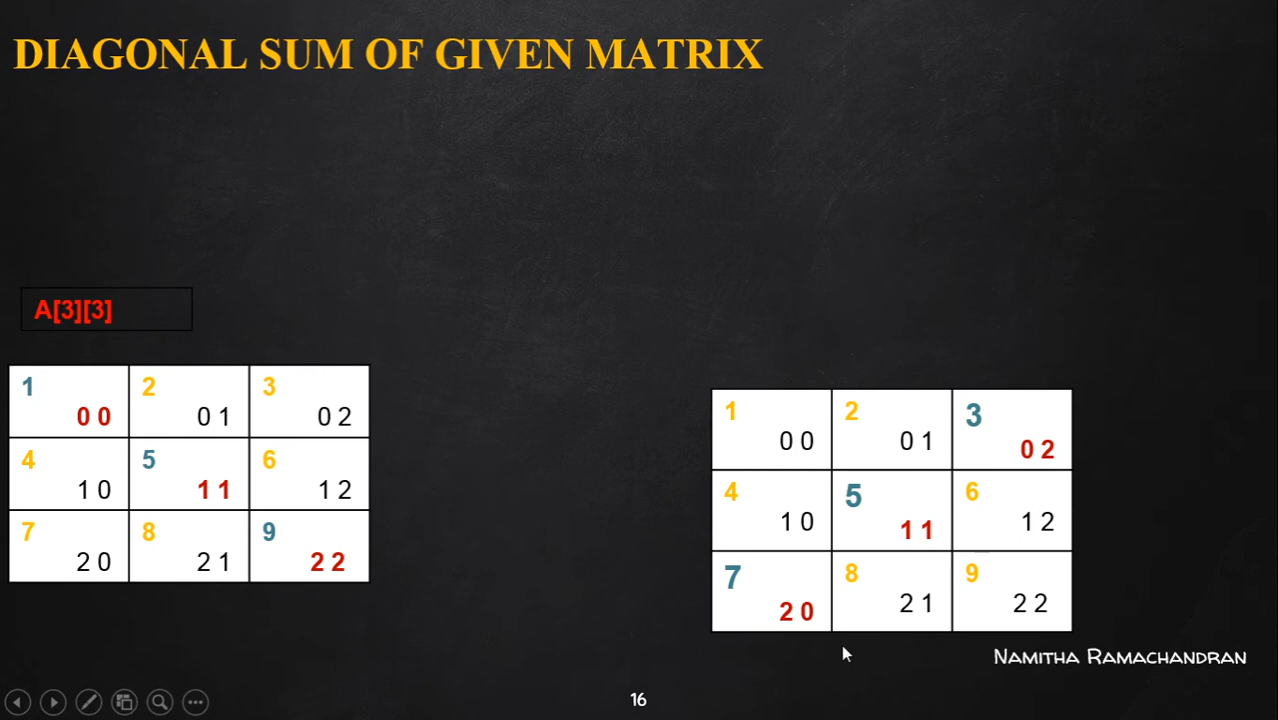 DIAGONAL SUM OF GIVEN MATRIX
A[3][3]
1 2 3
0 0 0 1 0 2
4 5 6
1 0 1 1 1 2
7 8 9
2 0 2 1 2 2
1 2 3
0 0 0 1 0 2
4 5 6
1 0 1 1 1 2
7 8 9
2 0 2 1 2 2
Namitha Ramachandran
16